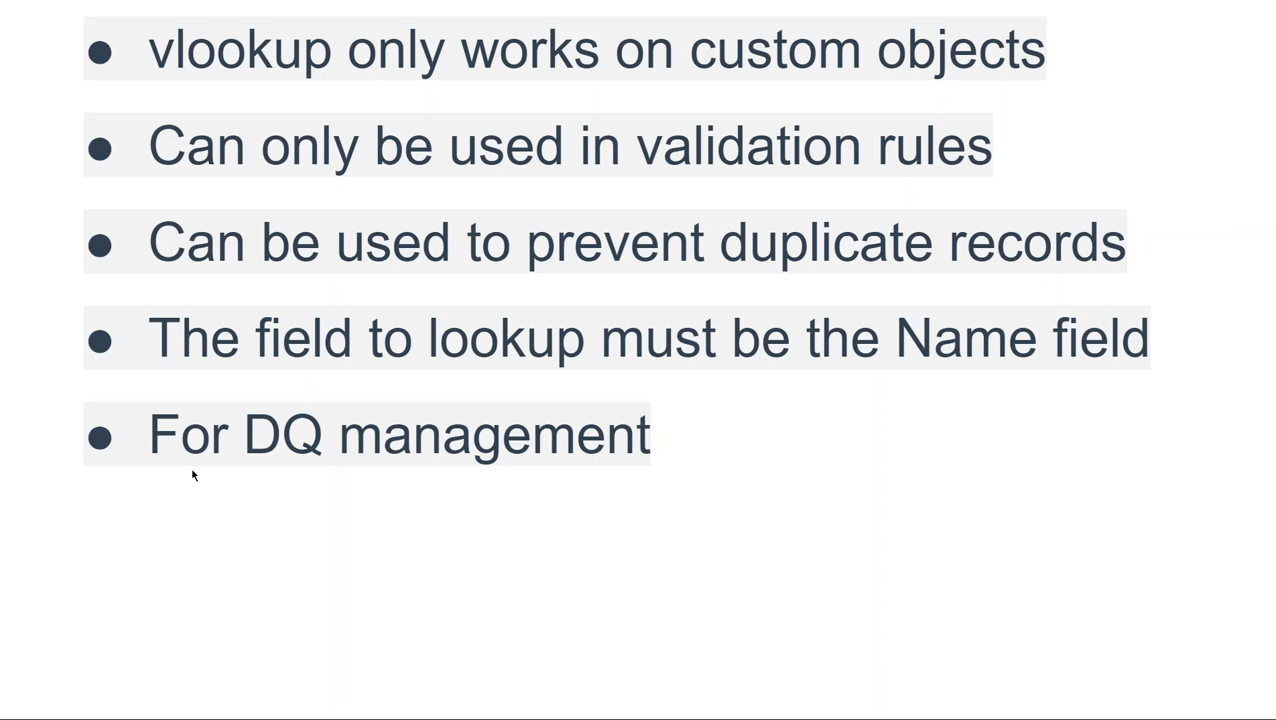 ● vlookup only works on custom objects
● Can only be used in validation rules
● Can be used to prevent duplicate records
● The field to lookup must be the Name field
● For DQ management